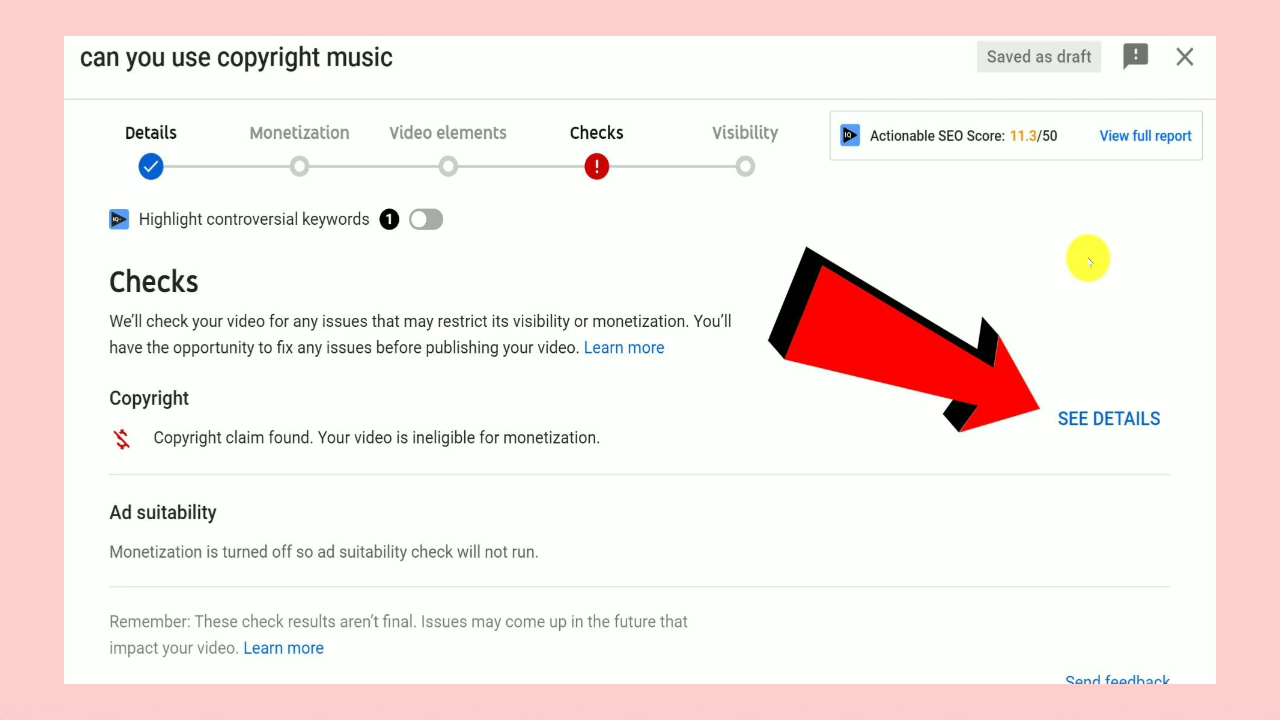 can you use copyright music
Saved as draft
Details
Monetization
Video elements
Checks
Visibility
IQ
Actionable SEO Score: 11.3/50
View full report
IQ
Highlight controversial keywords 1
Checks
We'll check your video for any issues that may restrict its visibility or monetization. You'll
have the opportunity to fix any issues before publishing your video. Learn more
Copyright
SEE DETAILS
Copyright claim found. Your video is ineligible for monetization.
Ad suitability
Monetization is turned off so ad suitability check will not run.
Remember: These check results aren't final. Issues may come up in the future that
impact your video. Learn more
Send feedback